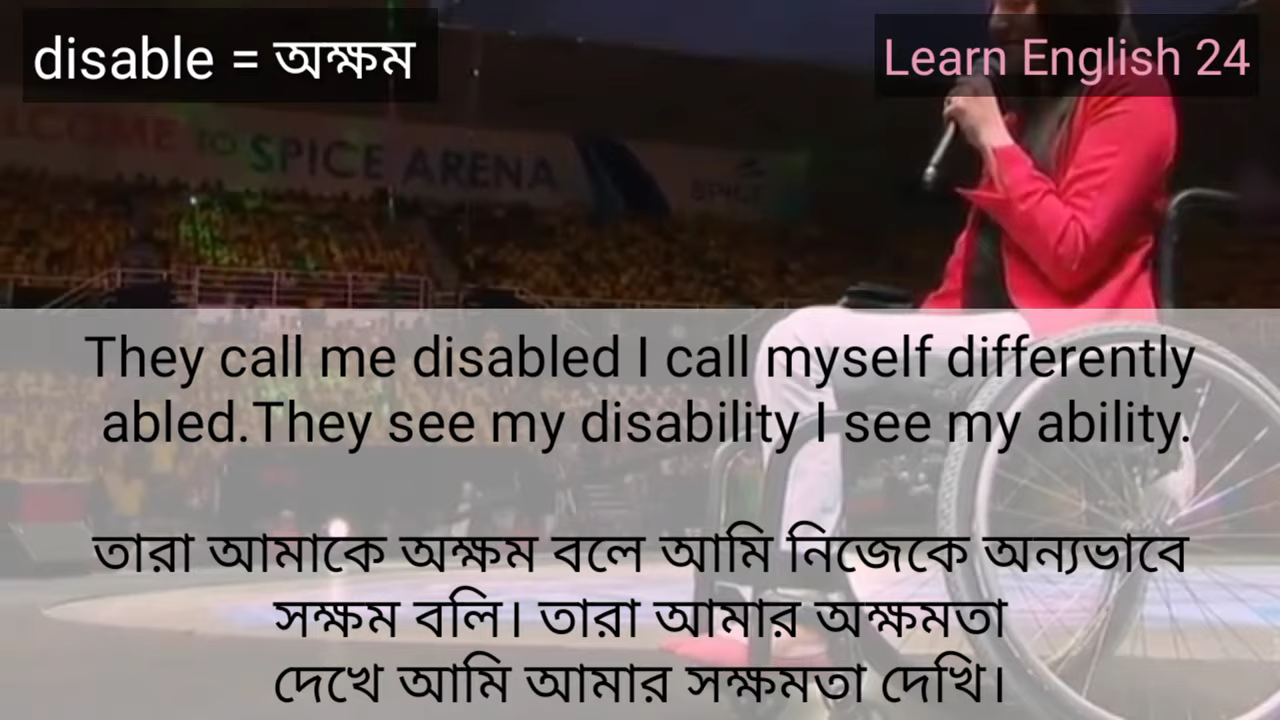 disable = অক্ষম
Learn English 24
WELCOME TO SPICE ARENA
They call me disabled I call myself differently
abled.They see my disability I see my ability.
তারা আমাকে অক্ষম বলে আমি নিজেকে অন্যভাবে
সক্ষম বলি। তারা আমার অক্ষমতা
দেখে আমি আমার সক্ষমতা দেখি।